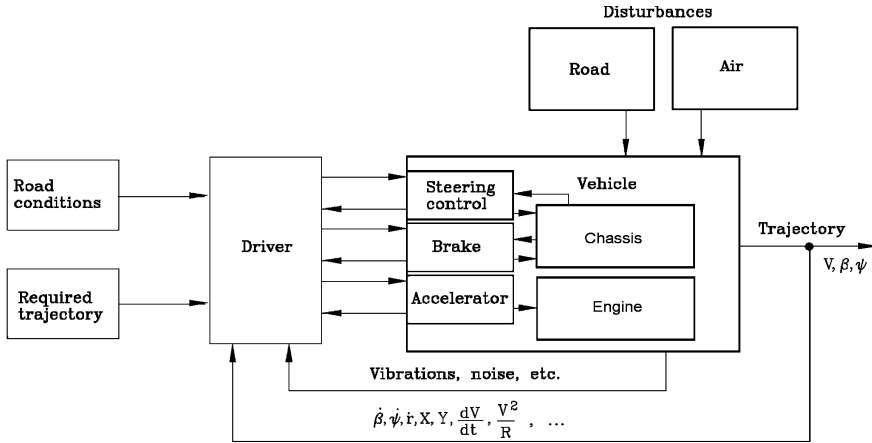 Disturbances
Road
Air
Road
conditions
Required
trajectory
Driver
Vehicle
Steering
control
Brake
Accelerator
Chassis
Engine
Trajectory
V, β, ψ
Vibrations, noise, etc.
β̇, ψ̇, ṙ, X, Y, dV/dt, V²/R , ...